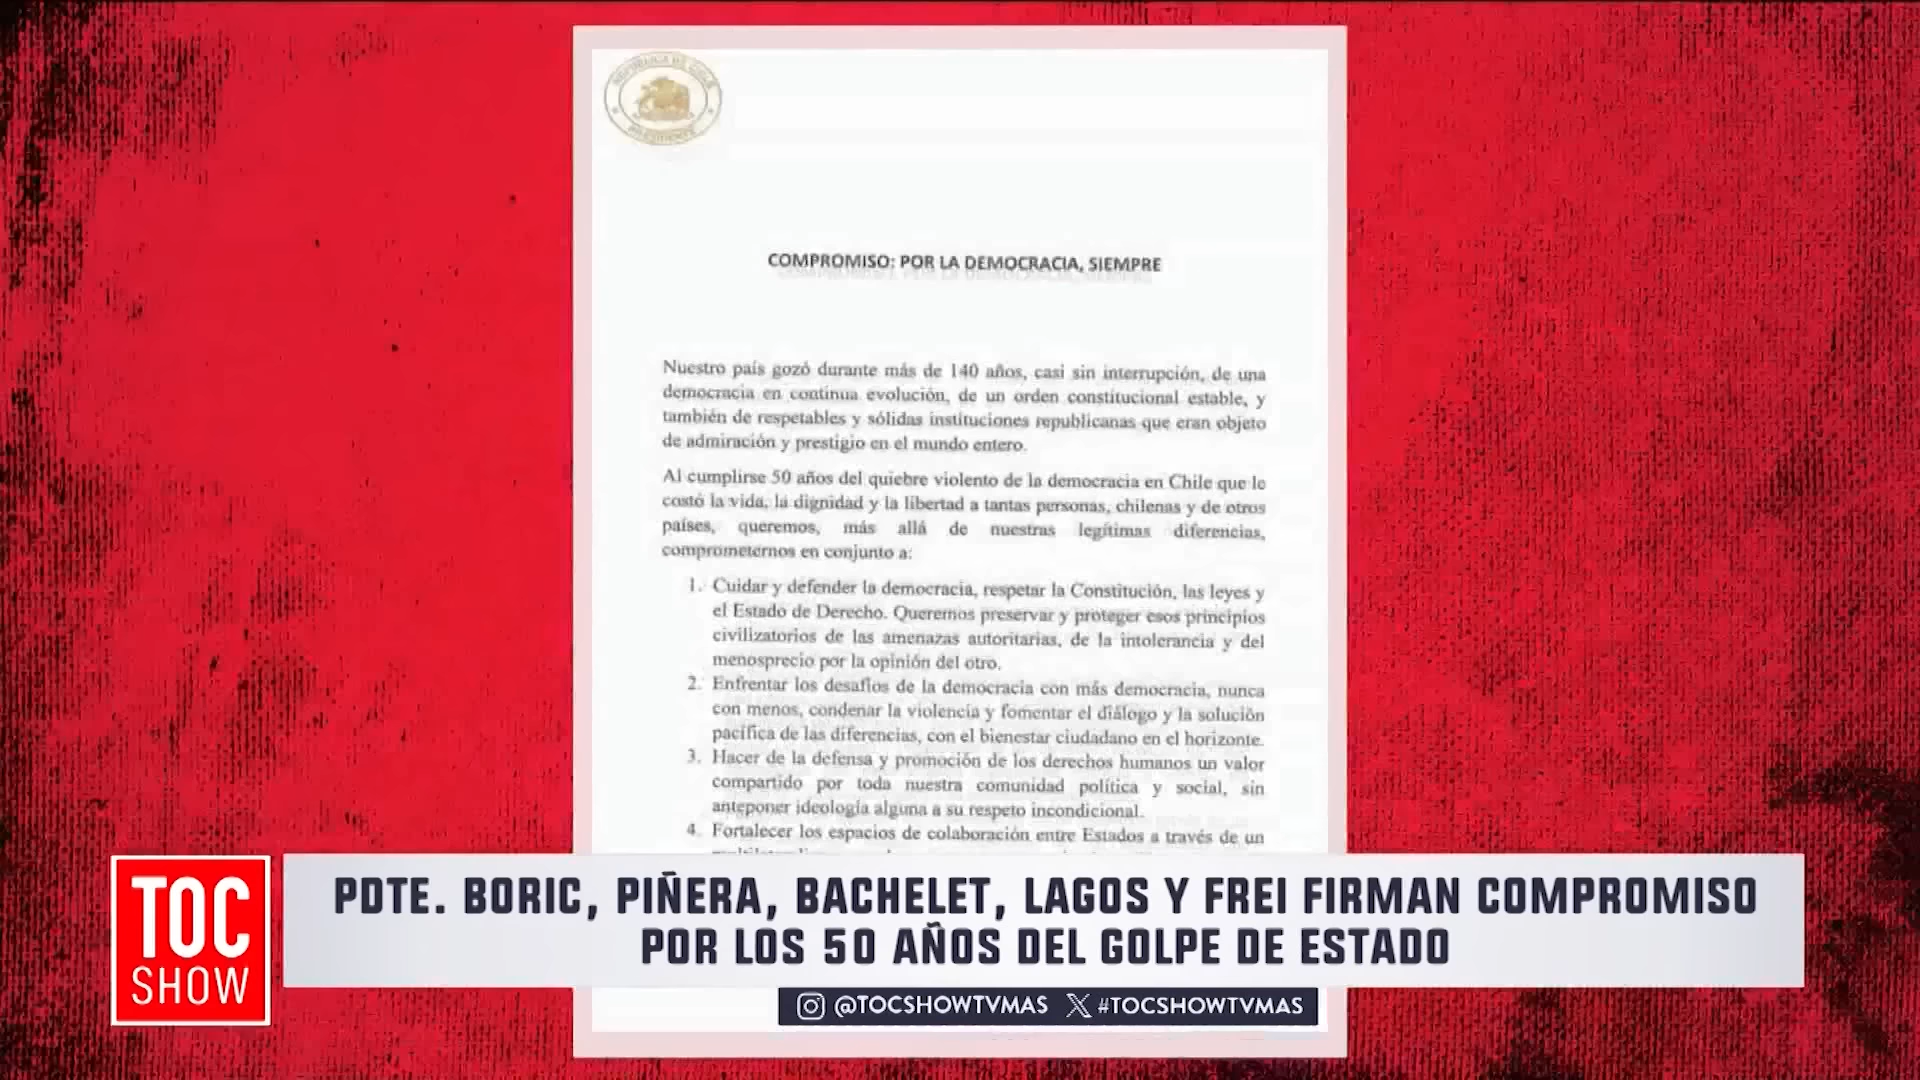 REPÚBLICA DE CHILE
PRESIDENTE
COMPROMISO: POR LA DEMOCRACIA, SIEMPRE
Nuestro país gozó durante más de 140 años, casi sin interrupción, de una
democracia en continua evolución, de un orden constitucional estable, y
también de respetables y sólidas instituciones republicanas que eran objeto
de admiración y prestigio en el mundo entero.
Al cumplirse 50 años del quiebre violento de la democracia en Chile que le
costó la vida, la dignidad y la libertad a tantas personas, chilenas y de otros
países, queremos, más allá de nuestras legítimas diferencias,
comprometernos en conjunto a:
1. Cuidar y defender la democracia, respetar la Constitución, las leyes y
el Estado de Derecho. Queremos preservar y proteger esos principios
civilizatorios de las amenazas autoritarias, de la intolerancia y del
menosprecio por la opinión del otro.
2. Enfrentar los desafíos de la democracia con más democracia, nunca
con menos, condenar la violencia y fomentar el diálogo y la solución
pacífica de las diferencias, con el bienestar ciudadano en el horizonte.
3. Hacer de la defensa y promoción de los derechos humanos un valor
compartido por toda nuestra comunidad política y social, sin
anteponer ideología alguna a su respeto incondicional.
4. Fortalecer los espacios de colaboración entre Estados a través de un
TOC
SHOW
PDTE. BORIC, PIÑERA, BACHELET, LAGOS Y FREI FIRMAN COMPROMISO
POR LOS 50 AÑOS DEL GOLPE DE ESTADO
@TOCSHOWTVMAS X #TOCSHOWTVMAS